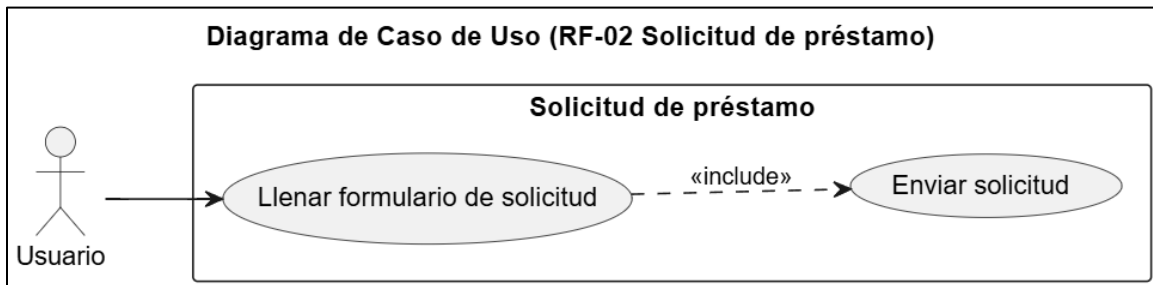 Diagrama de Caso de Uso (RF-02 Solicitud de préstamo)
Solicitud de préstamo
Llenar formulario de solicitud
«include»
Enviar solicitud
Usuario